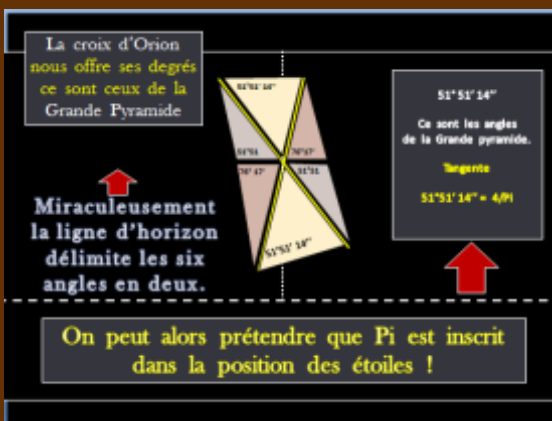 La croix d'Orion
nous offre ses degrés
ce sont ceux de la
Grande Pyramide
Miraculeusement
la ligne d'horizon
délimite les six
angles en deux.
51°51' 14"
51°51
76° 47'
76° 47'
51°51
51°51' 14"
51°51' 14"
Ce sont les angles
de la Grande pyramide.
Tangente
51°51' 14" = 4/Pi
On peut alors prétendre que Pi est inscrit
dans la position des étoiles !